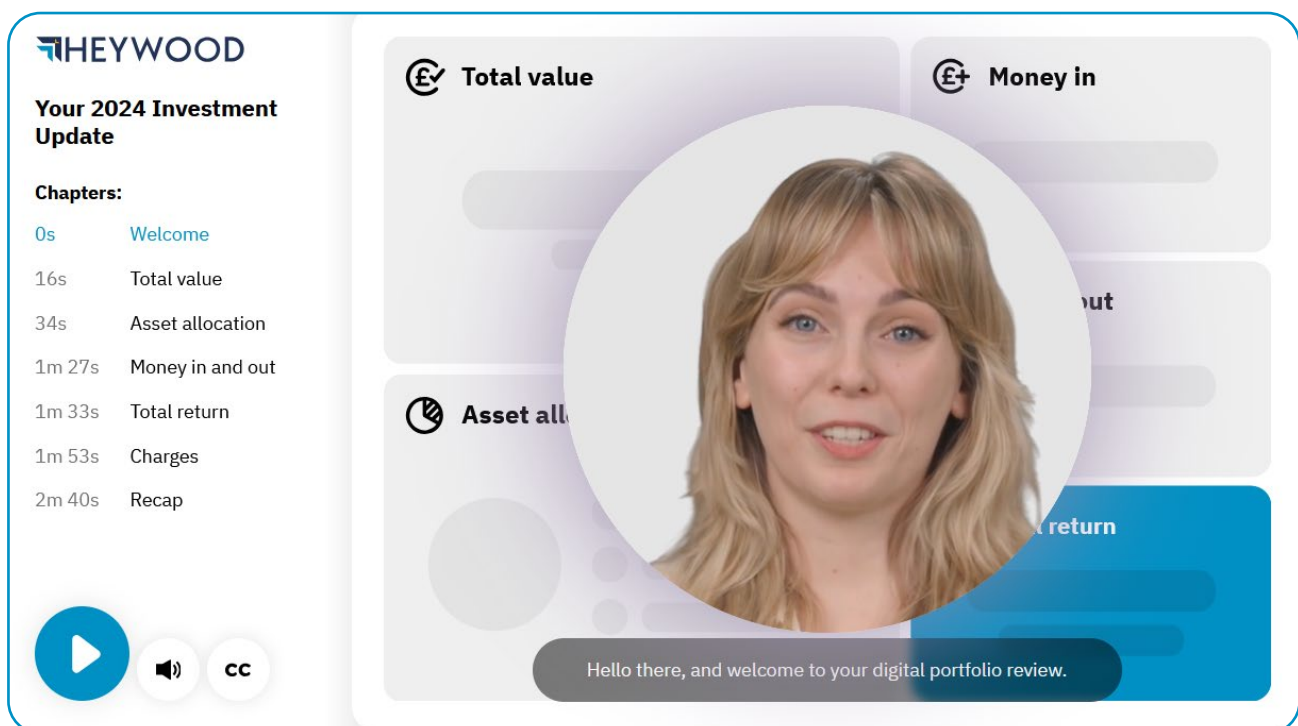 HEYWOOD
Your 2024 Investment
Update
Chapters:
0s Welcome
16s Total value
34s Asset allocation
1m 27s Money in and out
1m 33s Total return
1m 53s Charges
2m 40s Recap
CC
Total value
Money in
out
Asset all
return
Hello there, and welcome to your digital portfolio review.